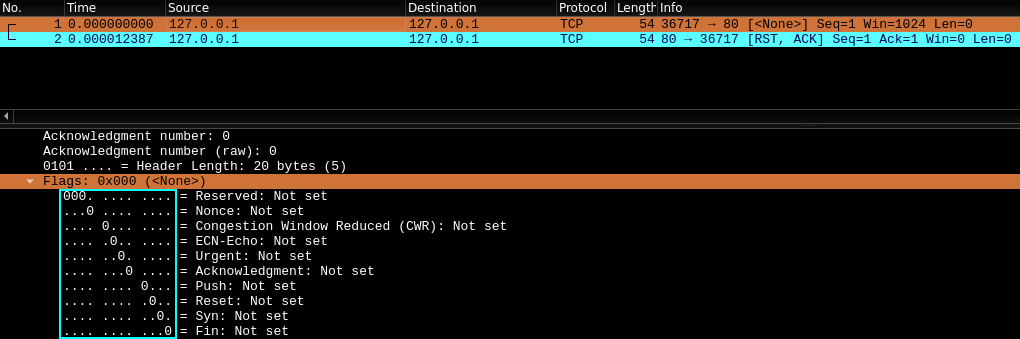 No. Time Source Destination Protocol Length Info
1 0.000000000 127.0.0.1 127.0.0.1 TCP 54 36717 → 80 [<None>] Seq=1 Win=1024 Len=0
2 0.000012387 127.0.0.1 127.0.0.1 TCP 54 80 → 36717 [RST, ACK] Seq=1 Ack=1 Win=0 Len=0
Acknowledgment number: 0
Acknowledgment number (raw): 0
0101 .... = Header Length: 20 bytes (5)
Flags: 0x000 (<None>)
000. .... .... = Reserved: Not set
...0 .... .... = Nonce: Not set
.... 0... .... = Congestion Window Reduced (CWR): Not set
.... .0.. .... = ECN-Echo: Not set
.... ..0. .... = Urgent: Not set
.... ...0 .... = Acknowledgment: Not set
.... .... 0... = Push: Not set
.... .... .0.. = Reset: Not set
.... .... ..0. = Syn: Not set
.... .... ...0 = Fin: Not set